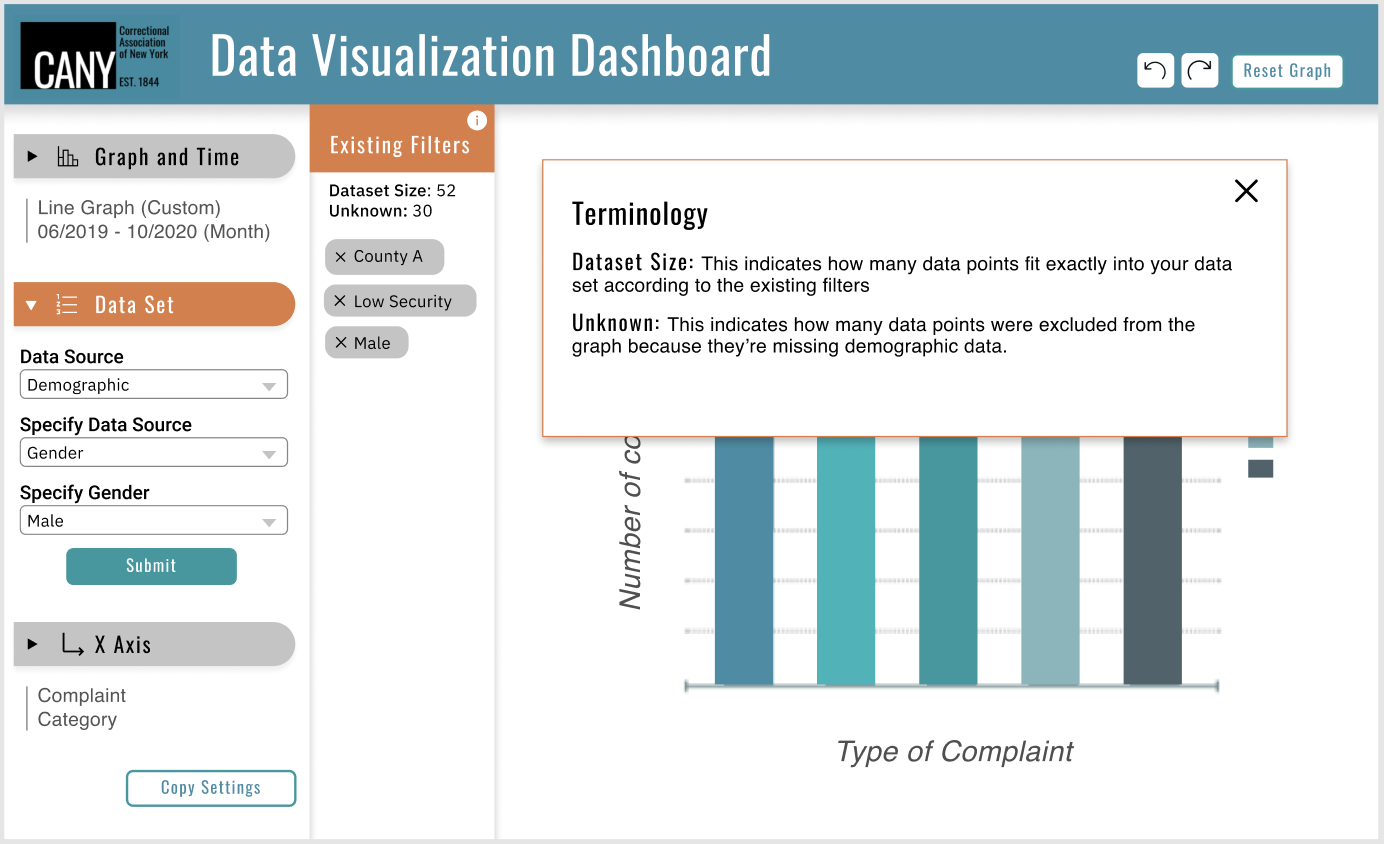 CANY
Correctional
Association
of New York
EST. 1844
Data Visualization Dashboard
Reset Graph
Graph and Time
Line Graph (Custom)
06/2019 - 10/2020 (Month)
Data Set
Data Source
Demographic
Specify Data Source
Gender
Specify Gender
Male
Submit
X Axis
Complaint
Category
Copy Settings
i
Existing Filters
Dataset Size: 52
Unknown: 30
County A
Low Security
Male
Terminology
Dataset Size: This indicates how many data points fit exactly into your data
set according to the existing filters
Unknown: This indicates how many data points were excluded from the
graph because they’re missing demographic data.
Number of
Type of Complaint